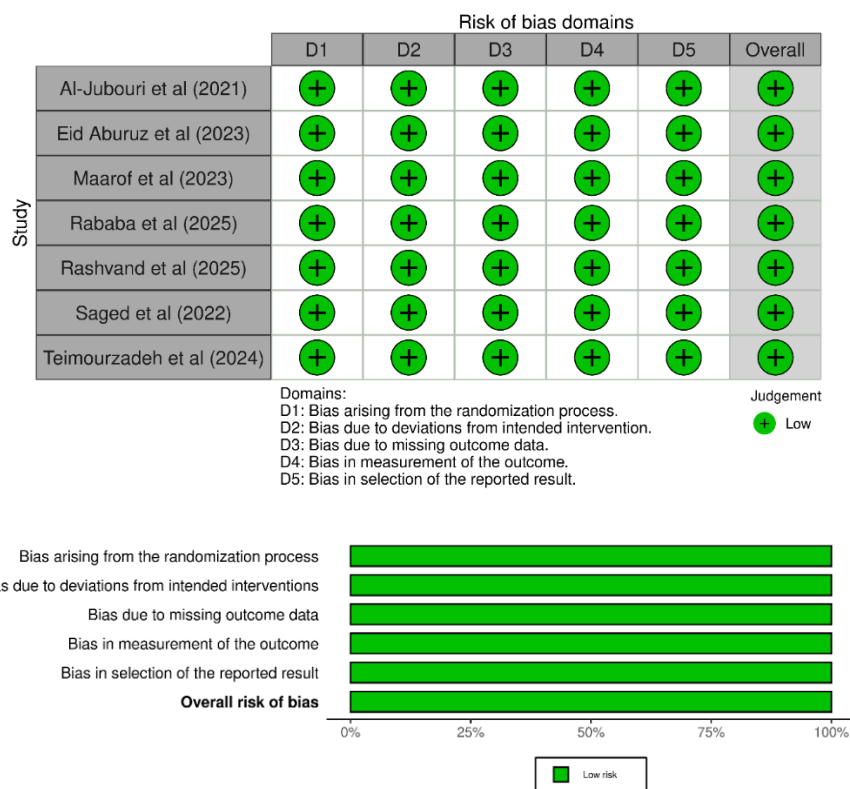 Risk of bias domains
D1 D2 D3 D4 D5 Overall
Study
Al-Jubouri et al (2021) + + + + + +
Eid Aburuz et al (2023) + + + + + +
Maarof et al (2023) + + + + + +
Rababa et al (2025) + + + + + +
Rashvand et al (2025) + + + + + +
Saged et al (2022) + + + + + +
Teimourzadeh et al (2024) + + + + + +
Domains:
D1: Bias arising from the randomization process.
D2: Bias due to deviations from intended intervention.
D3: Bias due to missing outcome data.
D4: Bias in measurement of the outcome.
D5: Bias in selection of the reported result.
Judgement
+ Low
Bias arising from the randomization process
s due to deviations from intended interventions
Bias due to missing outcome data
Bias in measurement of the outcome
Bias in selection of the reported result
Overall risk of bias
0% 25% 50% 75% 100%
Low risk